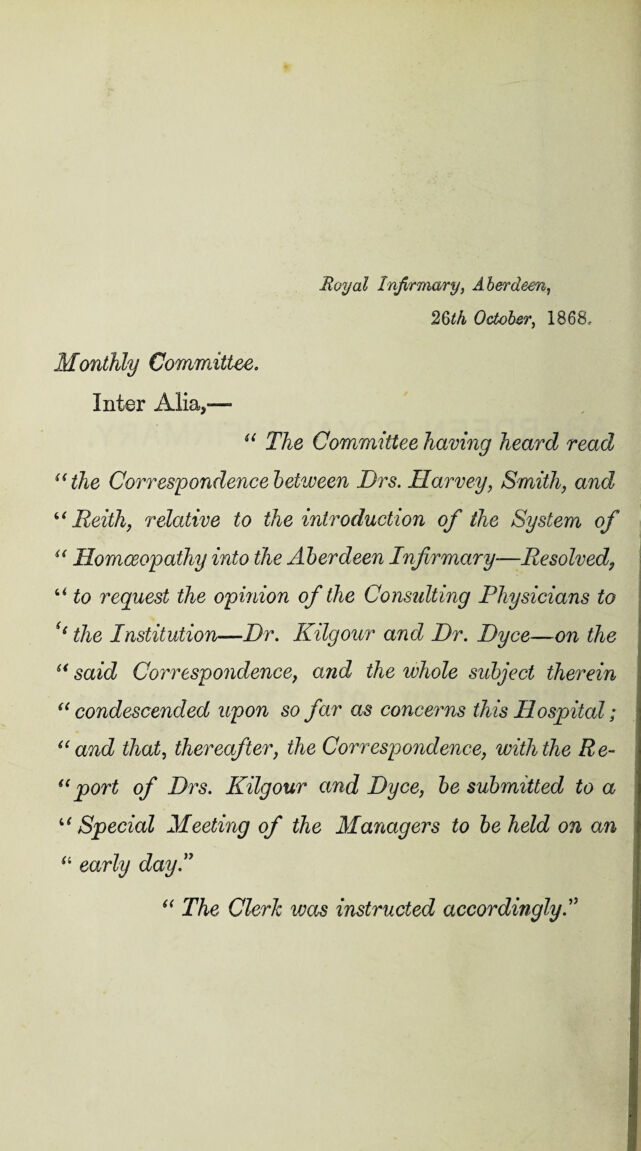 Royal Infirmary, Aberdeen,
26th October, 1868.
Monthly Committee.
Inter Alia,—
“ The Committee having heard read
“ the Correspondence between Drs. Harvey, Smith, and
“ Reith, relative to the introduction of the System of
“ Homœopathy into the Aberdeen Infirmary—Resolved,
“ to request the opinion of the Consulting Physicians to
“ the Institution—Dr. Kilgour and Dr. Dyce—on the
“ said Correspondence, and the whole subject therein
“ condescended upon so far as concerns this Hospital ;
“ and that, thereafter, the Correspondence, with the Re-
“ port of Drs. Kilgour and Dyce, be submitted to a
“ Special Meeting of the Managers to be held on an
“ early day.”
“ The Clerk was instructed accordingly.”